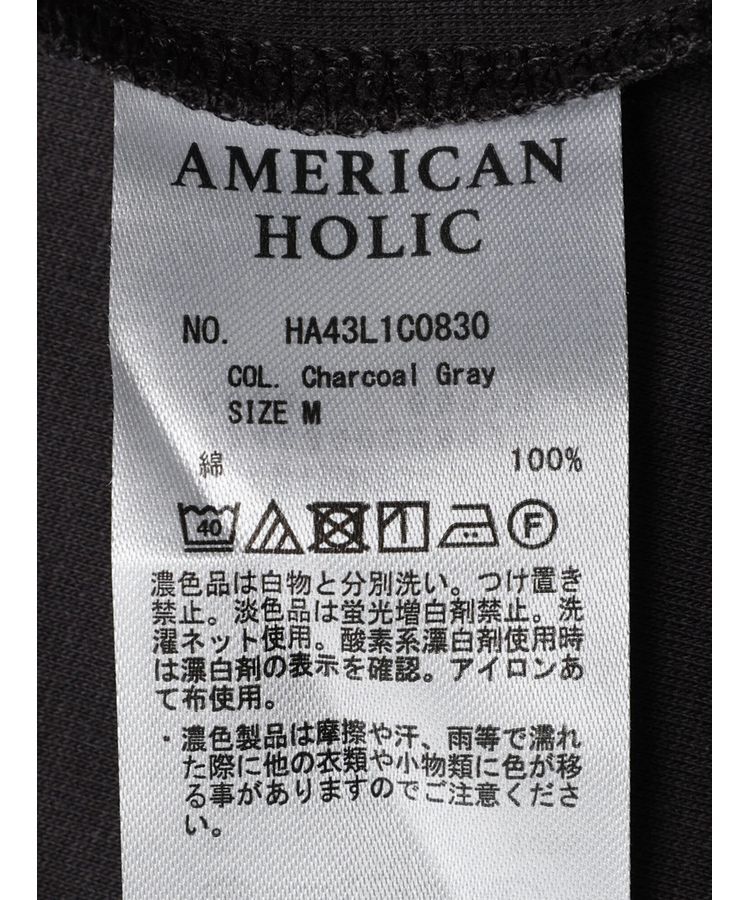 AMERICAN
HOLIC
NO. HA43L1C0830
COL. Charcoal Gray
SIZE M
綿 100%
40 F
濃色品は白物と分別洗い。つけ置き
禁止。淡色品は蛍光増白剤禁止。洗
濯ネット使用。酸素系漂白剤使用時
は漂白剤の表示を確認。アイロンあ
て布使用。
・濃色製品は摩擦や汗、雨等で濡れ
た際に他の衣類や小物類に色が移
る事がありますのでご注意くださ
い。